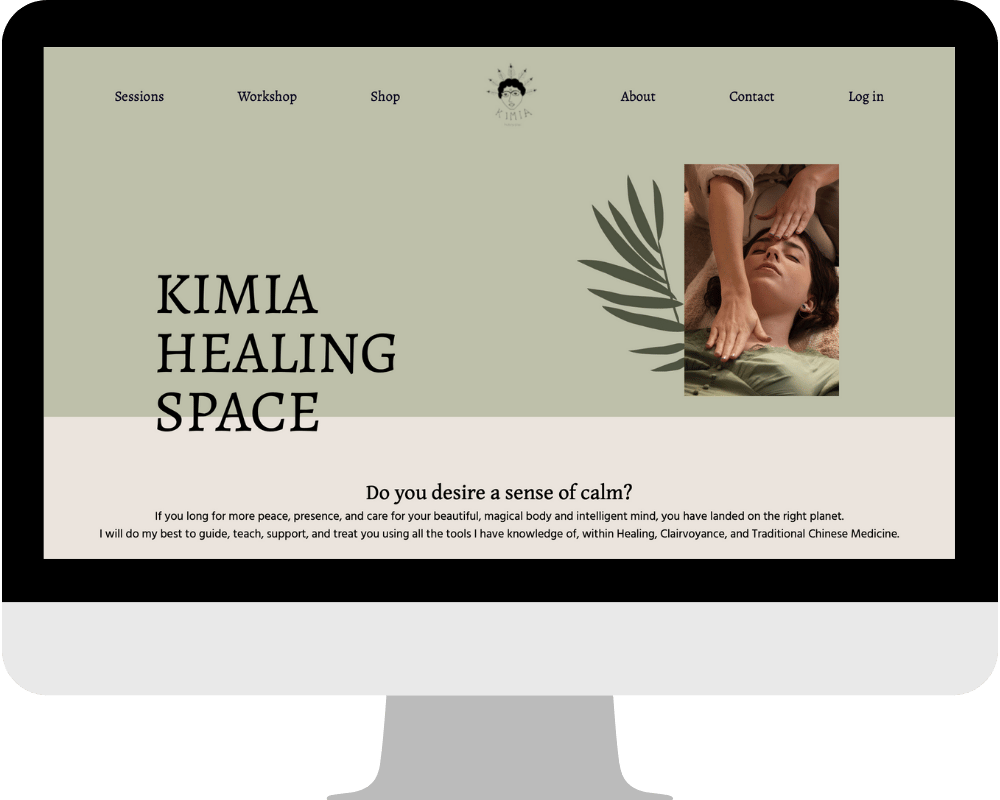 Sessions Workshop Shop KIMIA About Contact Log in
KIMIA
HEALING
SPACE
Do you desire a sense of calm?
If you long for more peace, presence, and care for your beautiful, magical body and intelligent mind, you have landed on the right planet.
I will do my best to guide, teach, support, and treat you using all the tools I have knowledge of, within Healing, Clairvoyance, and Traditional Chinese Medicine.